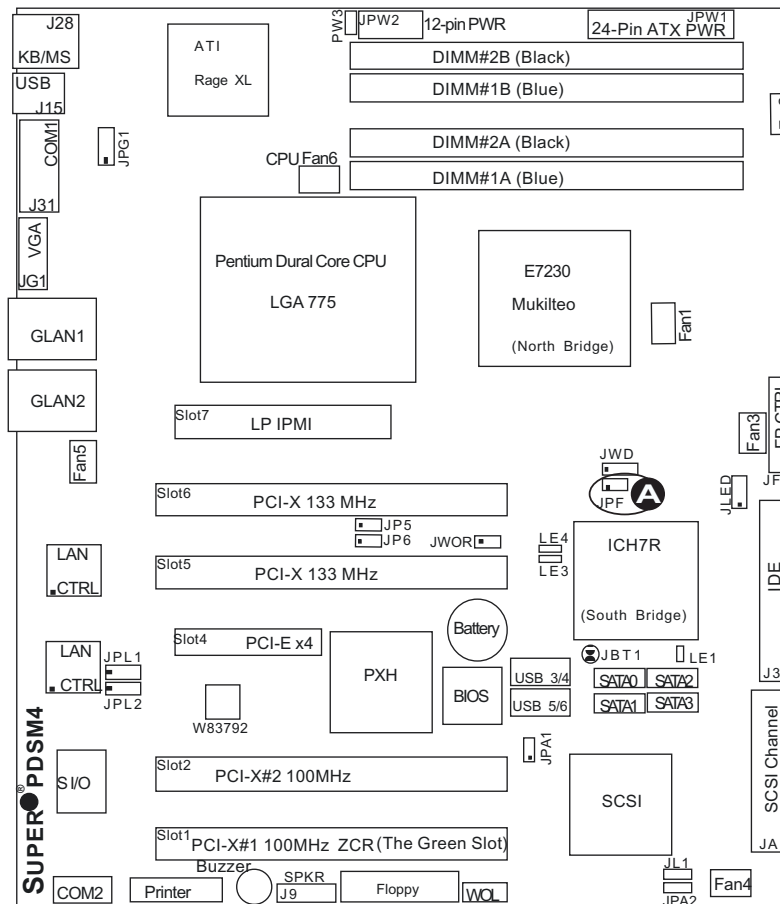 J28
KB/MS
USB
J15
COM1
J31
VGA
JG1
GLAN1
GLAN2
Fan5
ATI
Rage XL
JPG1
PW3
JPW2
12-pin PWR
JPW1
24-Pin ATX PWR
DIMM#2B (Black)
DIMM#1B (Blue)
DIMM#2A (Black)
DIMM#1A (Blue)
CPU Fan6
Pentium Dural Core CPU
LGA 775
E7230
Mukilteo
(North Bridge)
Fan1
Slot7
LP IPMI
Fan3
FP CTRL
JF
JWD
JPF
A
JLED
Slot6
PCI-X 133 MHz
JP5
JP6
JWOR
LE4
LE3
ICH7R
(South Bridge)
IDE
J3
Slot5
PCI-X 133 MHz
LAN
CTRL
LAN
CTRL
JPL1
JPL2
Slot4
PCI-E x4
PXH
Battery
BIOS
USB 3/4
USB 5/6
JBT1
LE1
SATA0
SATA2
SATA1
SATA3
W83792
JPA1
SUPER® PDSM4
S I/O
Slot2
PCI-X#2 100MHz
SCSI
SCSI Channel
JA
Slot1
PCI-X#1 100MHz ZCR (The Green Slot)
Buzzer
COM2
Printer
SPKR
J9
Floppy
WOL
JL1
JPA2
Fan4